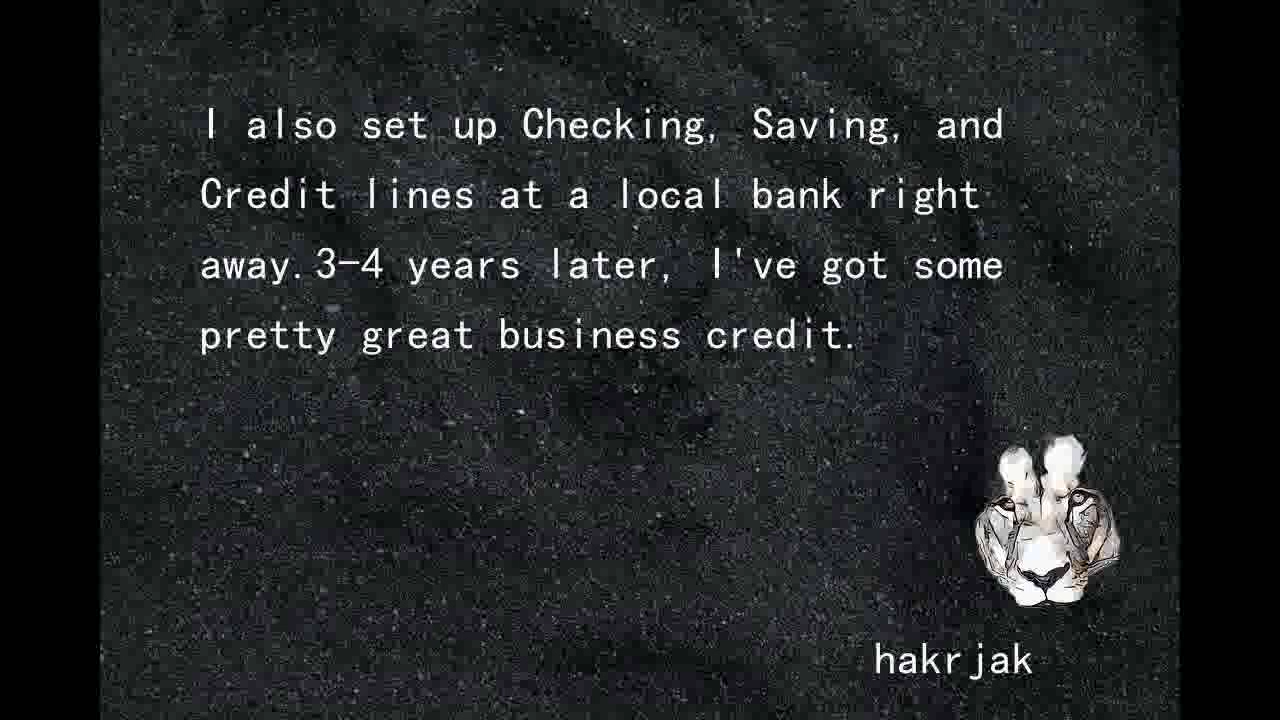 I also set up Checking, Saving, and
Credit lines at a local bank right
away.3-4 years later, I've got some
pretty great business credit.
hakrjak